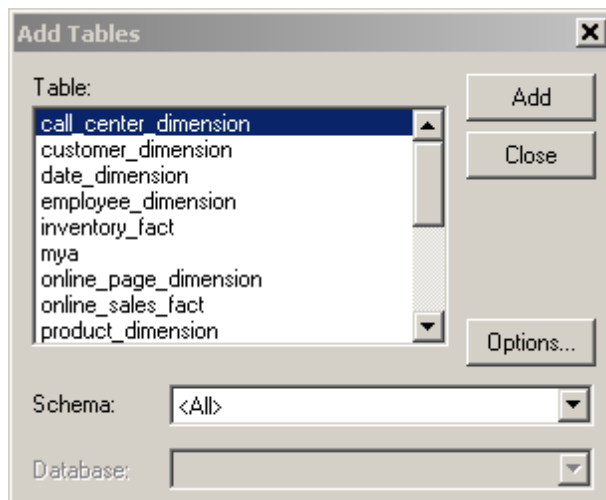 Add Tables
Table:
call_center_dimension
customer_dimension
date_dimension
employee_dimension
inventory_fact
mya
online_page_dimension
online_sales_fact
product_dimension
Add
Close
Options...
Schema:
<All>
Database: